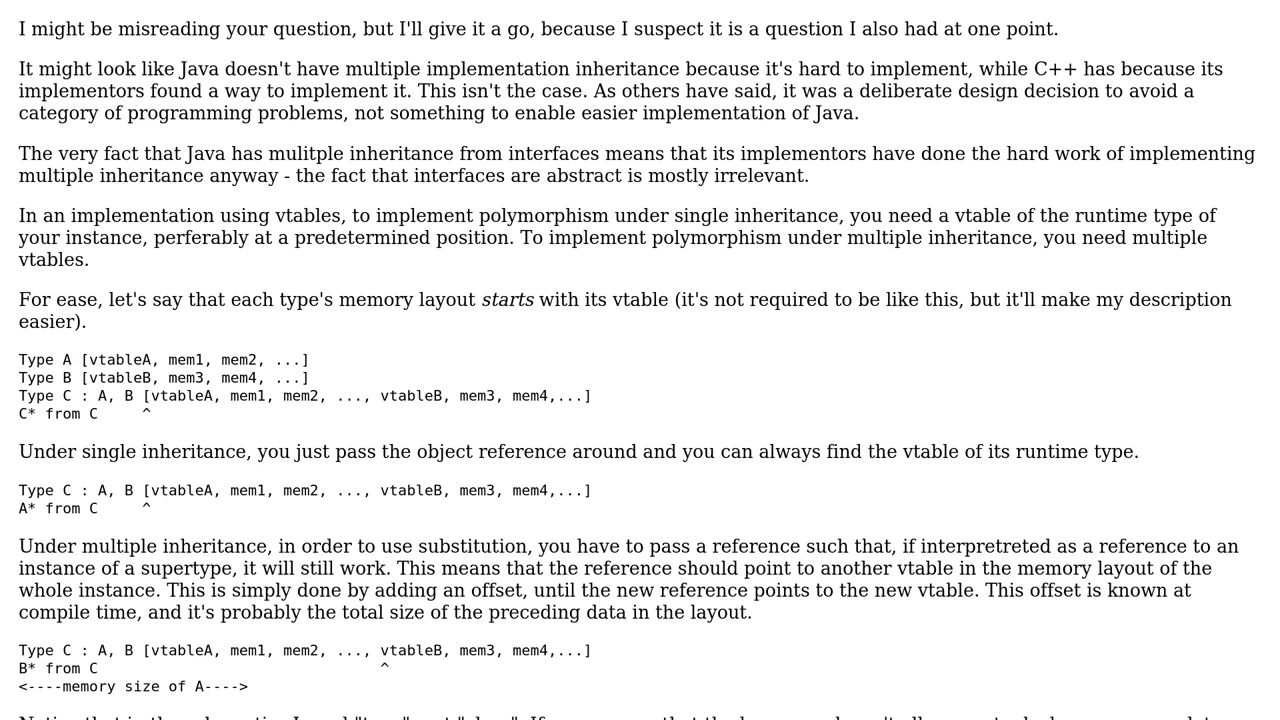 I might be misreading your question, but I'll give it a go, because I suspect it is a question I also had at one point.
It might look like Java doesn't have multiple implementation inheritance because it's hard to implement, while C++ has because its
implementors found a way to implement it. This isn't the case. As others have said, it was a deliberate design decision to avoid a
category of programming problems, not something to enable easier implementation of Java.
The very fact that Java has mulitple inheritance from interfaces means that its implementors have done the hard work of implementing
multiple inheritance anyway - the fact that interfaces are abstract is mostly irrelevant.
In an implementation using vtables, to implement polymorphism under single inheritance, you need a vtable of the runtime type of
your instance, perferably at a predetermined position. To implement polymorphism under multiple inheritance, you need multiple
vtables.
For ease, let's say that each type's memory layout starts with its vtable (it's not required to be like this, but it'll make my description
easier).
Type A [vtableA, mem1, mem2, ...]
Type B [vtableB, mem3, mem4, ...]
Type C : A, B [vtableA, mem1, mem2, ..., vtableB, mem3, mem4,...]
C* from C     ^
Under single inheritance, you just pass the object reference around and you can always find the vtable of its runtime type.
Type C : A, B [vtableA, mem1, mem2, ..., vtableB, mem3, mem4,...]
A* from C     ^
Under multiple inheritance, in order to use substitution, you have to pass a reference such that, if interpretreted as a reference to an
instance of a supertype, it will still work. This means that the reference should point to another vtable in the memory layout of the
whole instance. This is simply done by adding an offset, until the new reference points to the new vtable. This offset is known at
compile time, and it's probably the total size of the preceding data in the layout.
Type C : A, B [vtableA, mem1, mem2, ..., vtableB, mem3, mem4,...]
B* from C                                ^
<----memory size of A---->